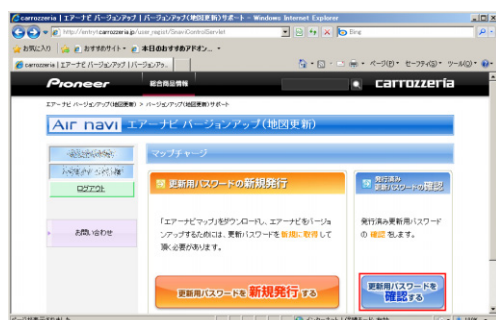 carrozzeria | エアーナビ バージョンアップ | バージョンアップ(地図更新)サポート - Windows Internet Explorer
Bing
お気に入り おすすめサイト 本日のおすすめアドオン...
carrozzeria | エアーナビ バージョンアップ | バージョンア...
ページ(P) セーフティ(S) ツール(O)
Pioneer 総合商品情報 carrozzeria
エアーナビ バージョンアップ(地図更新) > バージョンアップ(地図更新)サポート
Air navi エアーナビ バージョンアップ(地図更新)
マップチャージ
ログアウト
お問い合わせ
更新用パスワードの新規発行
「エアーナビマップ」をダウンロードし、エアーナビをバージョ
ンアップするためには、更新パスワードを新規に取得して
頂く必要があります。
更新用パスワードを新規発行する
発行済み
更新用パスワードの確認
発行済み更新用パスワード
の 確認 をします。
更新用パスワードを
確認する
ページが表示されました